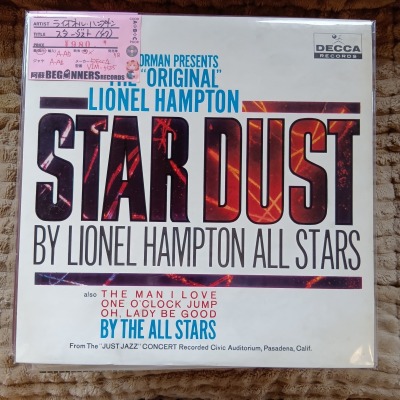 ARTIST ライオネル・ハンプトン
TITLE スターダスト
PRICE
BEGINNERS RECORDS
DECCA
RECORDS
NORMAN PRESENTS
THE "ORIGINAL"
LIONEL HAMPTON
STAR DUST
BY LIONEL HAMPTON ALL STARS
also THE MAN I LOVE
ONE O'CLOCK JUMP
OH, LADY BE GOOD
BY THE ALL STARS
From The "JUST JAZZ" CONCERT Recorded Civic Auditorium, Pasadena, Calif.